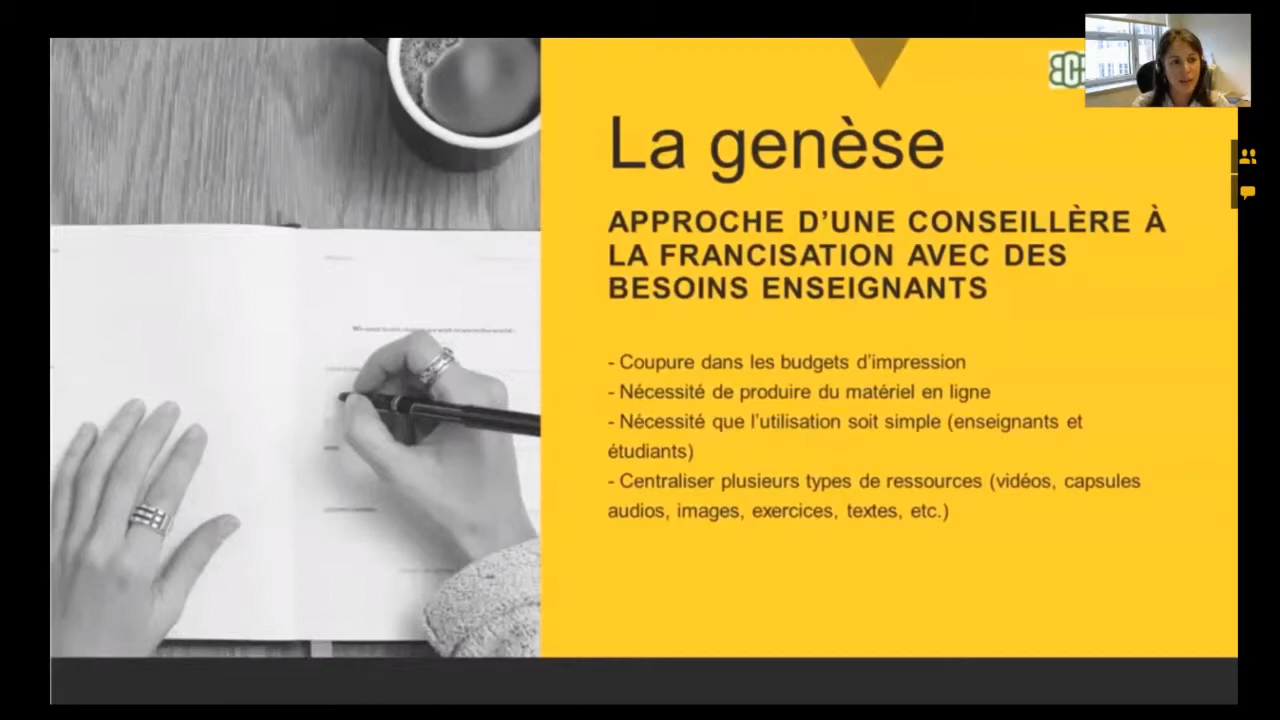 La genèse
APPROCHE D'UNE CONSEILLÈRE À
LA FRANCISATION AVEC DES
BESOINS ENSEIGNANTS
- Coupure dans les budgets d'impression
- Nécessité de produire du matériel en ligne
- Nécessité que l'utilisation soit simple (enseignants et
étudiants)
- Centraliser plusieurs types de ressources (vidéos, capsules
audios, images, exercices, textes, etc.)